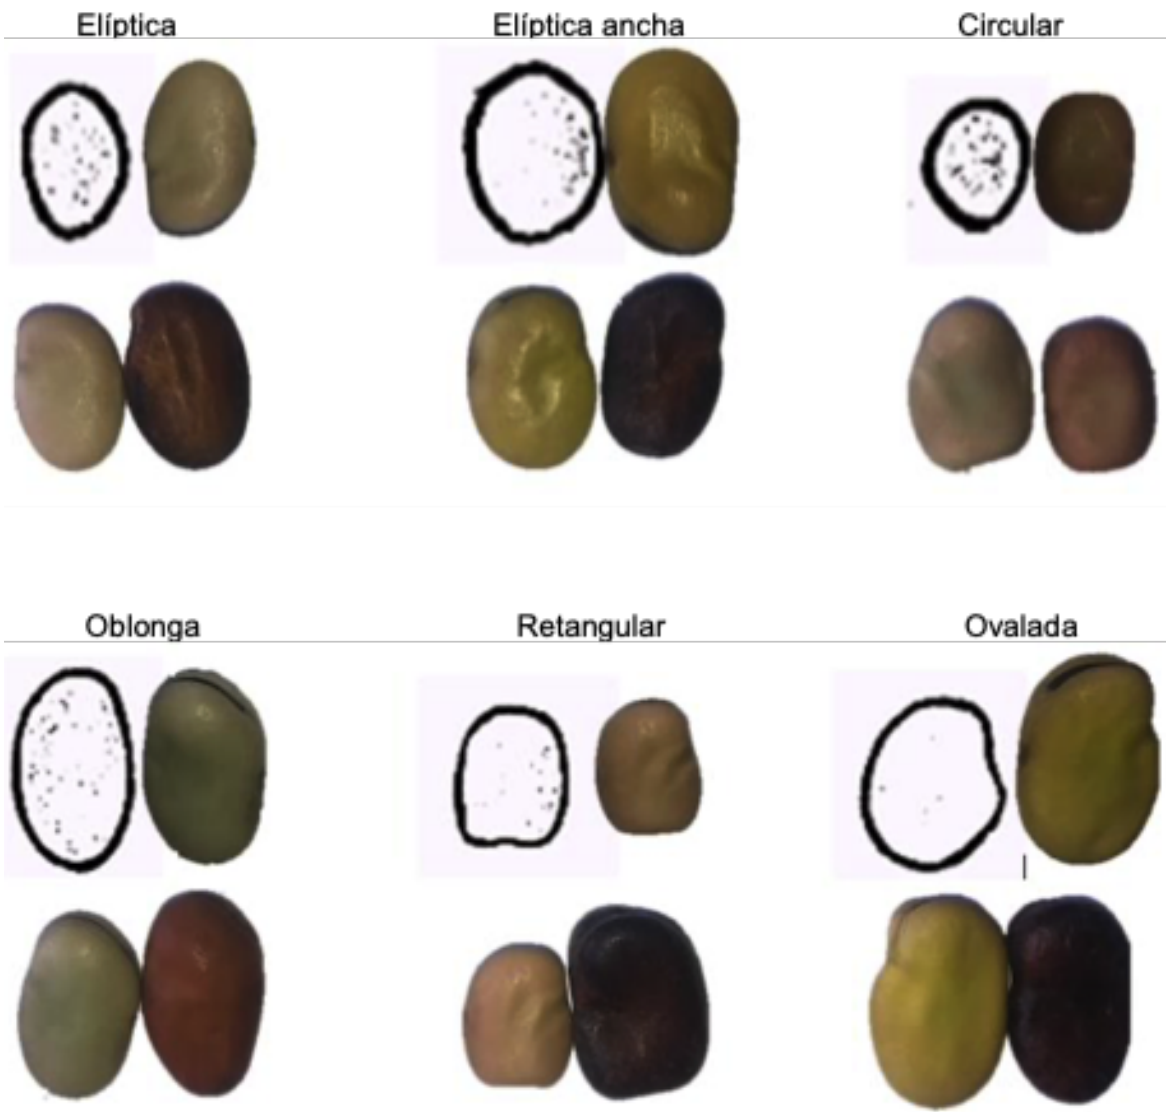 Elíptica
Elíptica ancha
Circular
Oblonga
Retangular
Ovalada